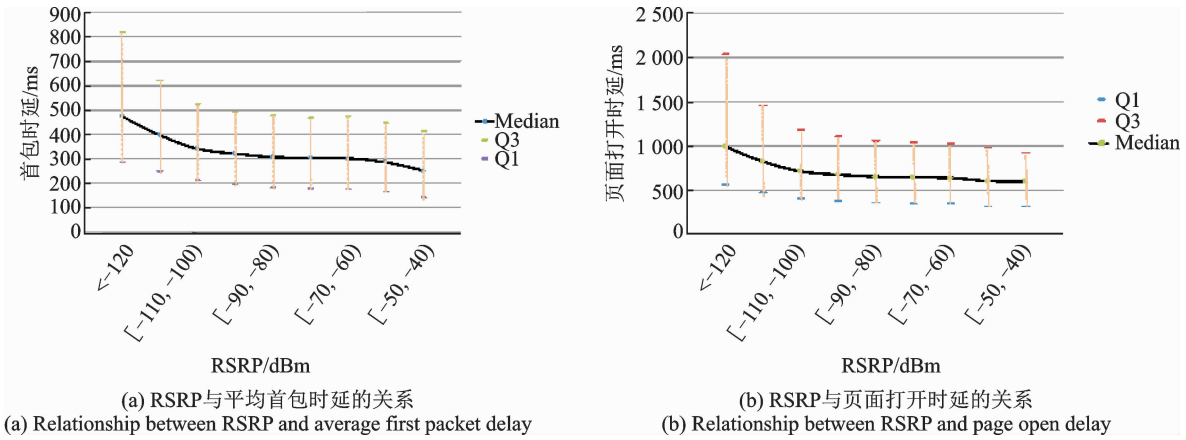 900
800
700
600
500
400
300
200
100
0
首包时延/ms
Median
Q3
Q1
<-120
[-110, -100)
[-90, -80)
[-70, -60)
[-50, -40)
RSRP/dBm
(a) RSRP与平均首包时延的关系
(a) Relationship between RSRP and average first packet delay
2 500
2 000
1 500
1 000
500
0
页面打开时延/ms
Q1
Q3
Median
<-120
[-110, -100)
[-90, -80)
[-70, -60)
[-50, -40)
RSRP/dBm
(b) RSRP与页面打开时延的关系
(b) Relationship between RSRP and page open delay